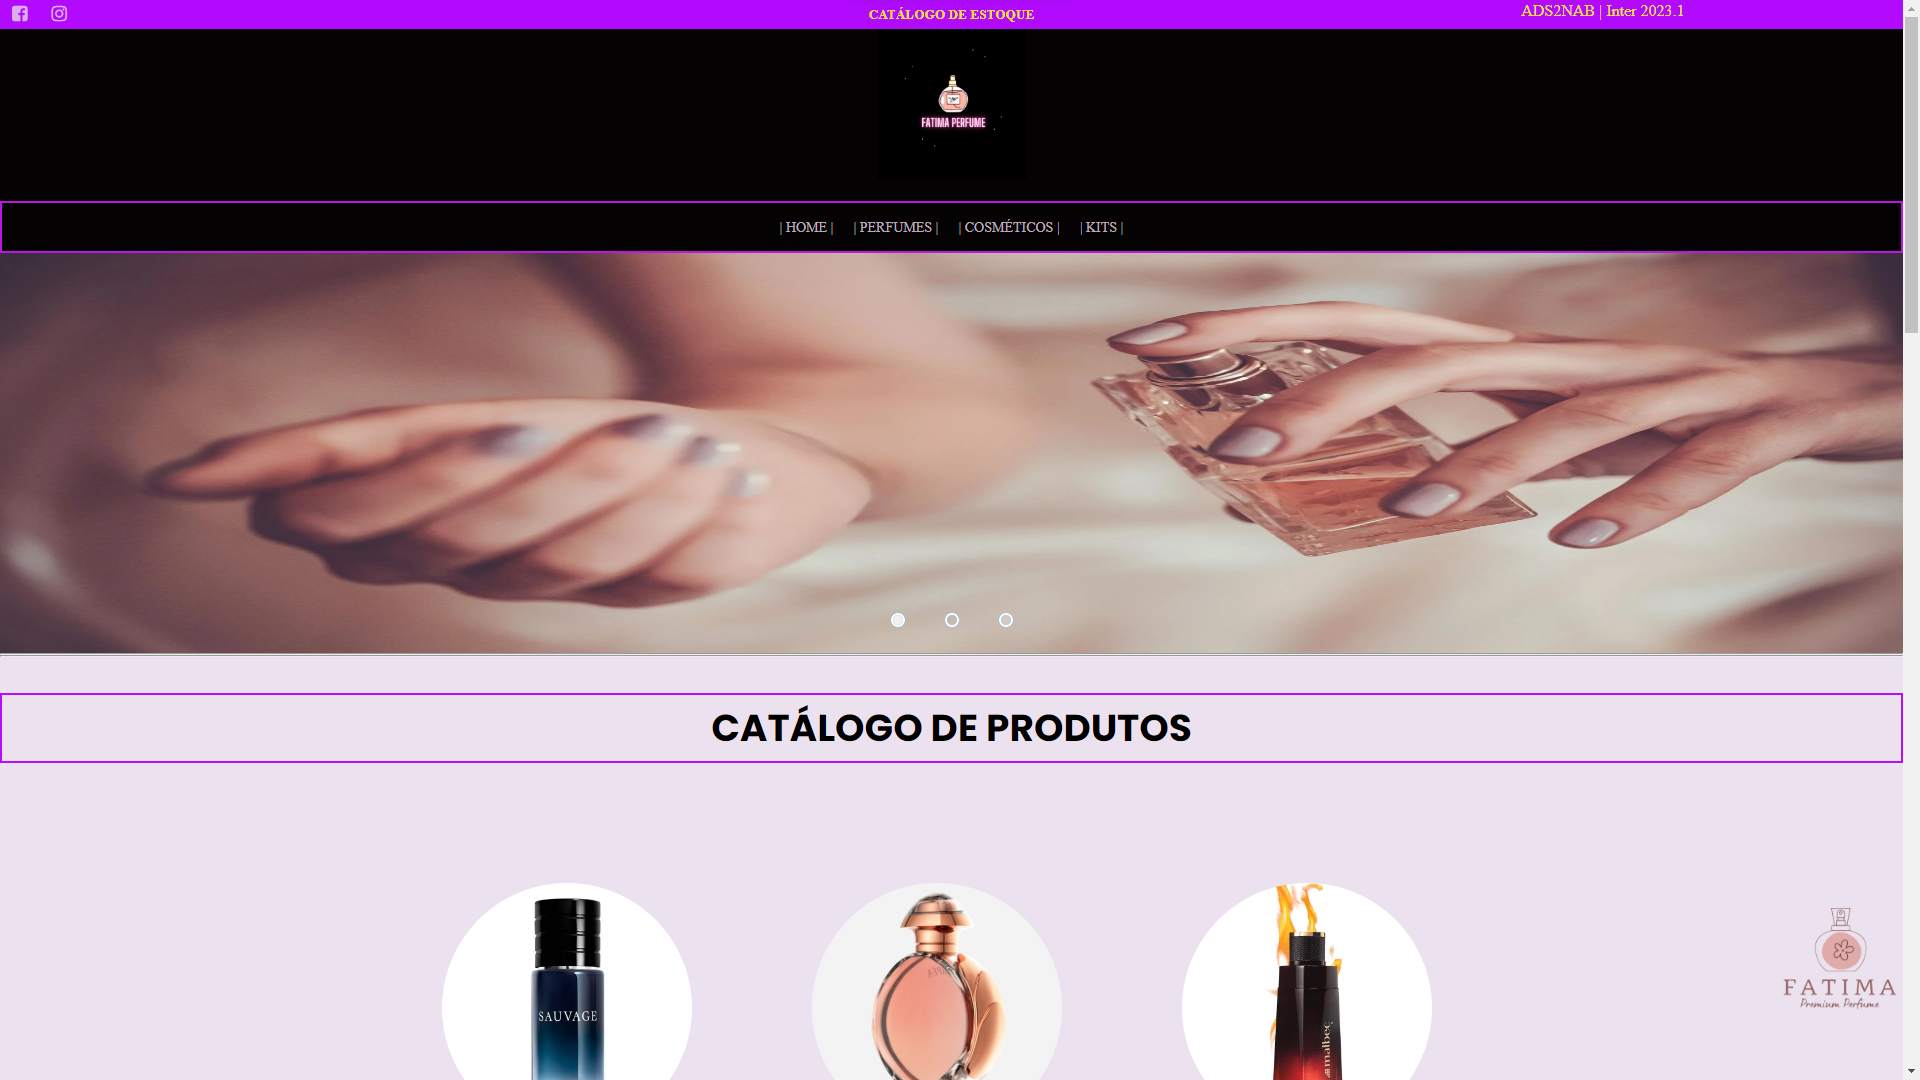 CATÁLOGO DE ESTOQUE
ADS2NAB | Inter 2023.1
FATIMA PERFUME
| HOME | | PERFUMES | | COSMÉTICOS | | KITS |
CATÁLOGO DE PRODUTOS
SAUVAGE
malbec
FATIMA
Premium Perfume